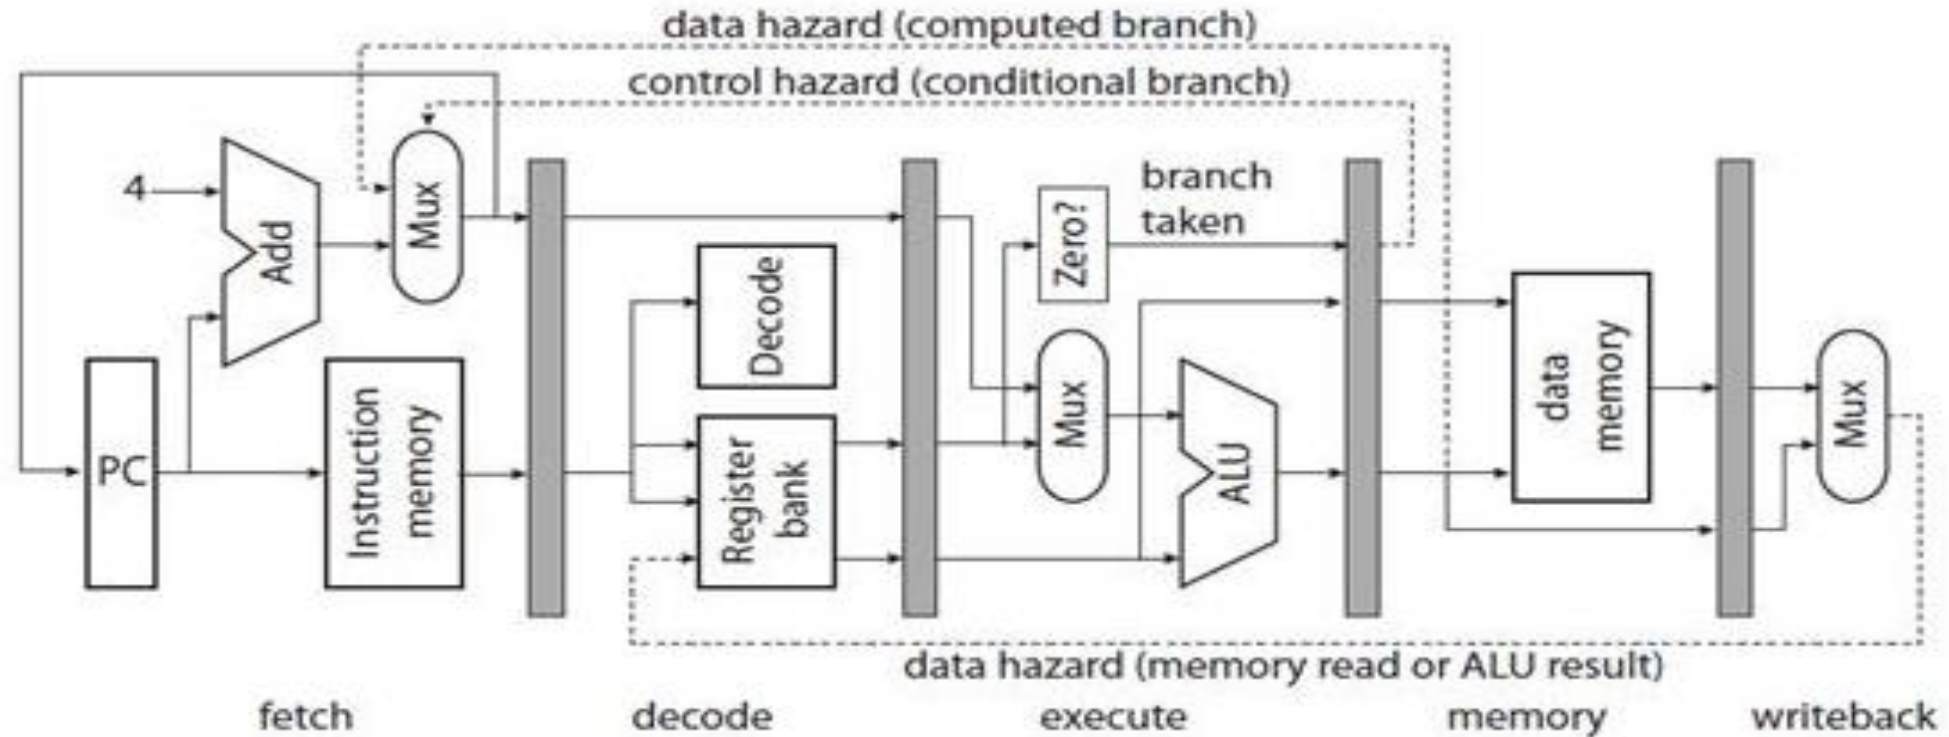 data hazard (computed branch)
control hazard (conditional branch)
4
Add
Mux
PC
Instruction
memory
Decode
Register
bank
Zero?
branch
taken
Mux
ALU
data
memory
Mux
data hazard (memory read or ALU result)
fetch
decode
execute
memory
writeback